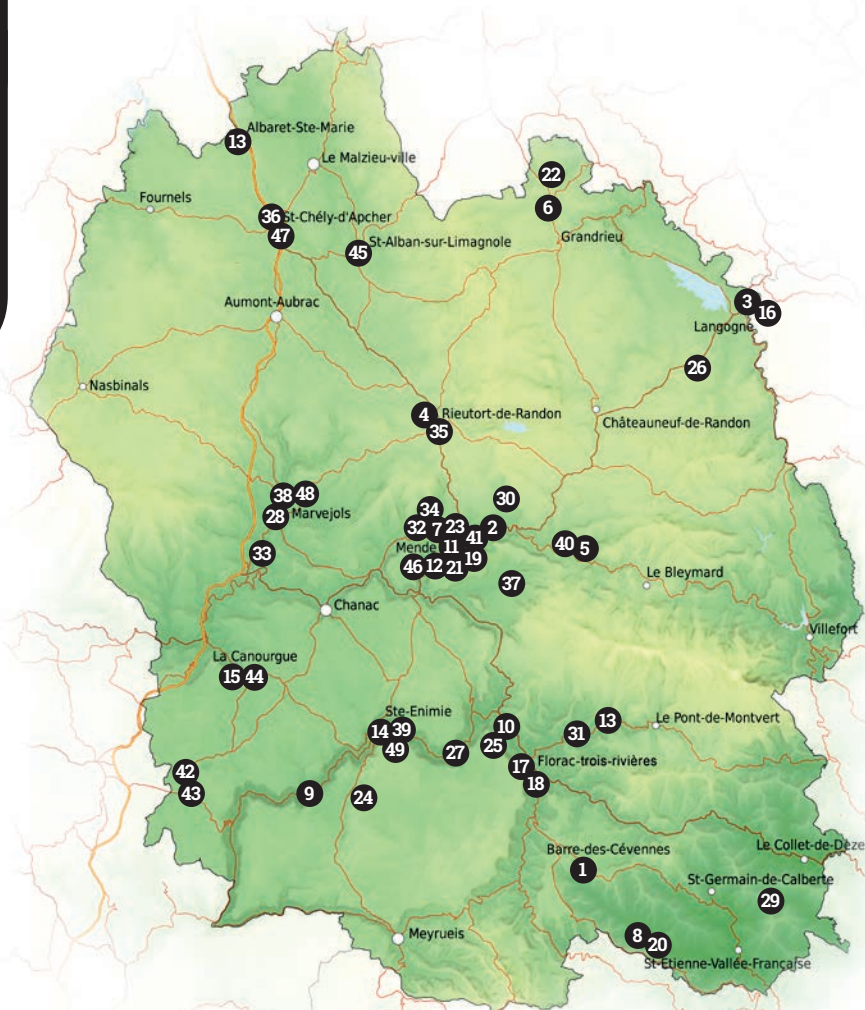 Albaret-Ste-Marie
13
Le Malzieu-ville
22
Fournels
6
36 St-Chély-d'Apcher
47
Grandrieu
45 St-Alban-sur-Limagnole
3
16
Aumont-Aubrac
Langogne
26
Nasbinals
4 Rieutort-de-Randon
35
Châteauneuf-de-Randon
38 48
30
28 Marvejols
34
32 7 23 2
41
Mende 11
40 5
33
19
46 12 21
37
Le Bleymard
Chanac
Villefort
La Canourgue
15 44
Ste-Enimie
14 39
10
13
Le Pont-de-Montvert
31
25
49
27
17 Florac-trois-rivières
18
42
43
9
24
Barre-des-Cévennes
Le Collet-de-Dèze
1
St-Germain-de-Calberte
29
Meyrueis
8
20
St-Etienne-Vallée-Française